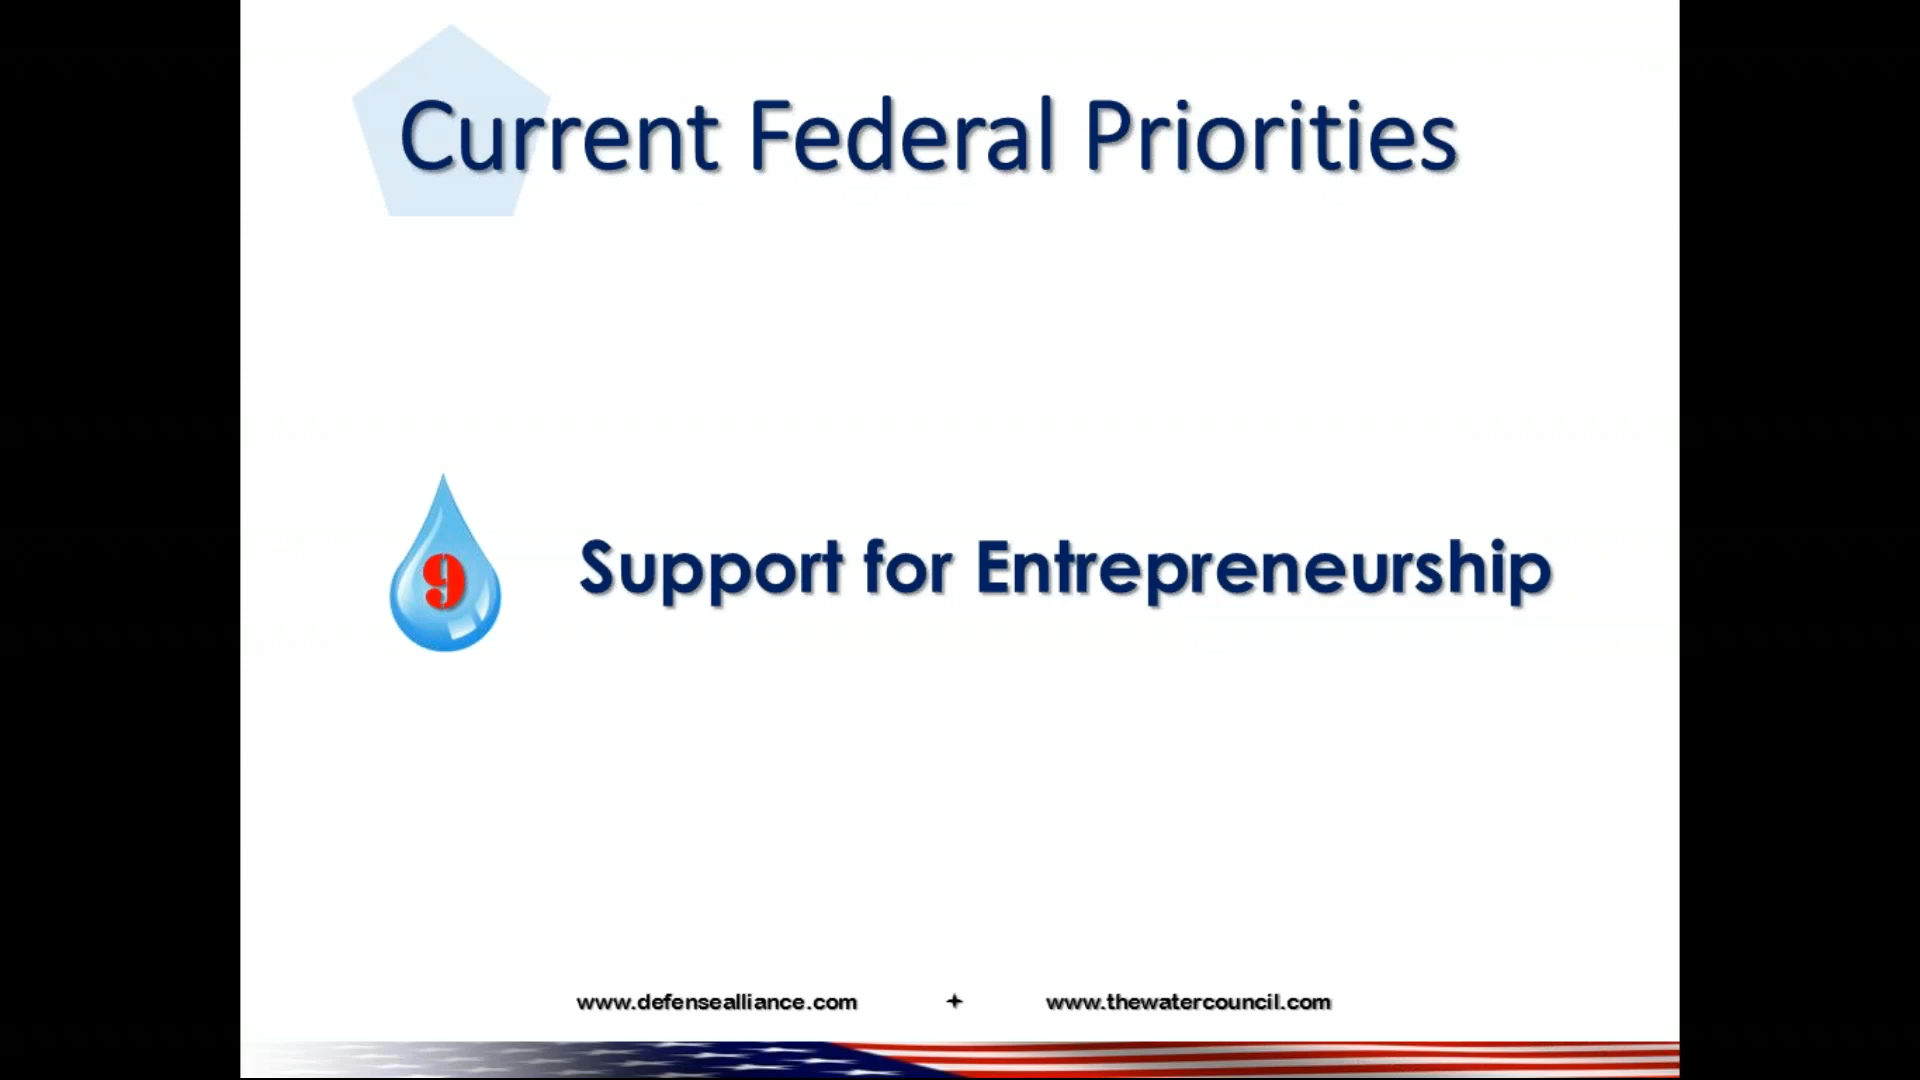 Current Federal Priorities
9 Support for Entrepreneurship
www.defensealliance.com + www.thewatercouncil.com